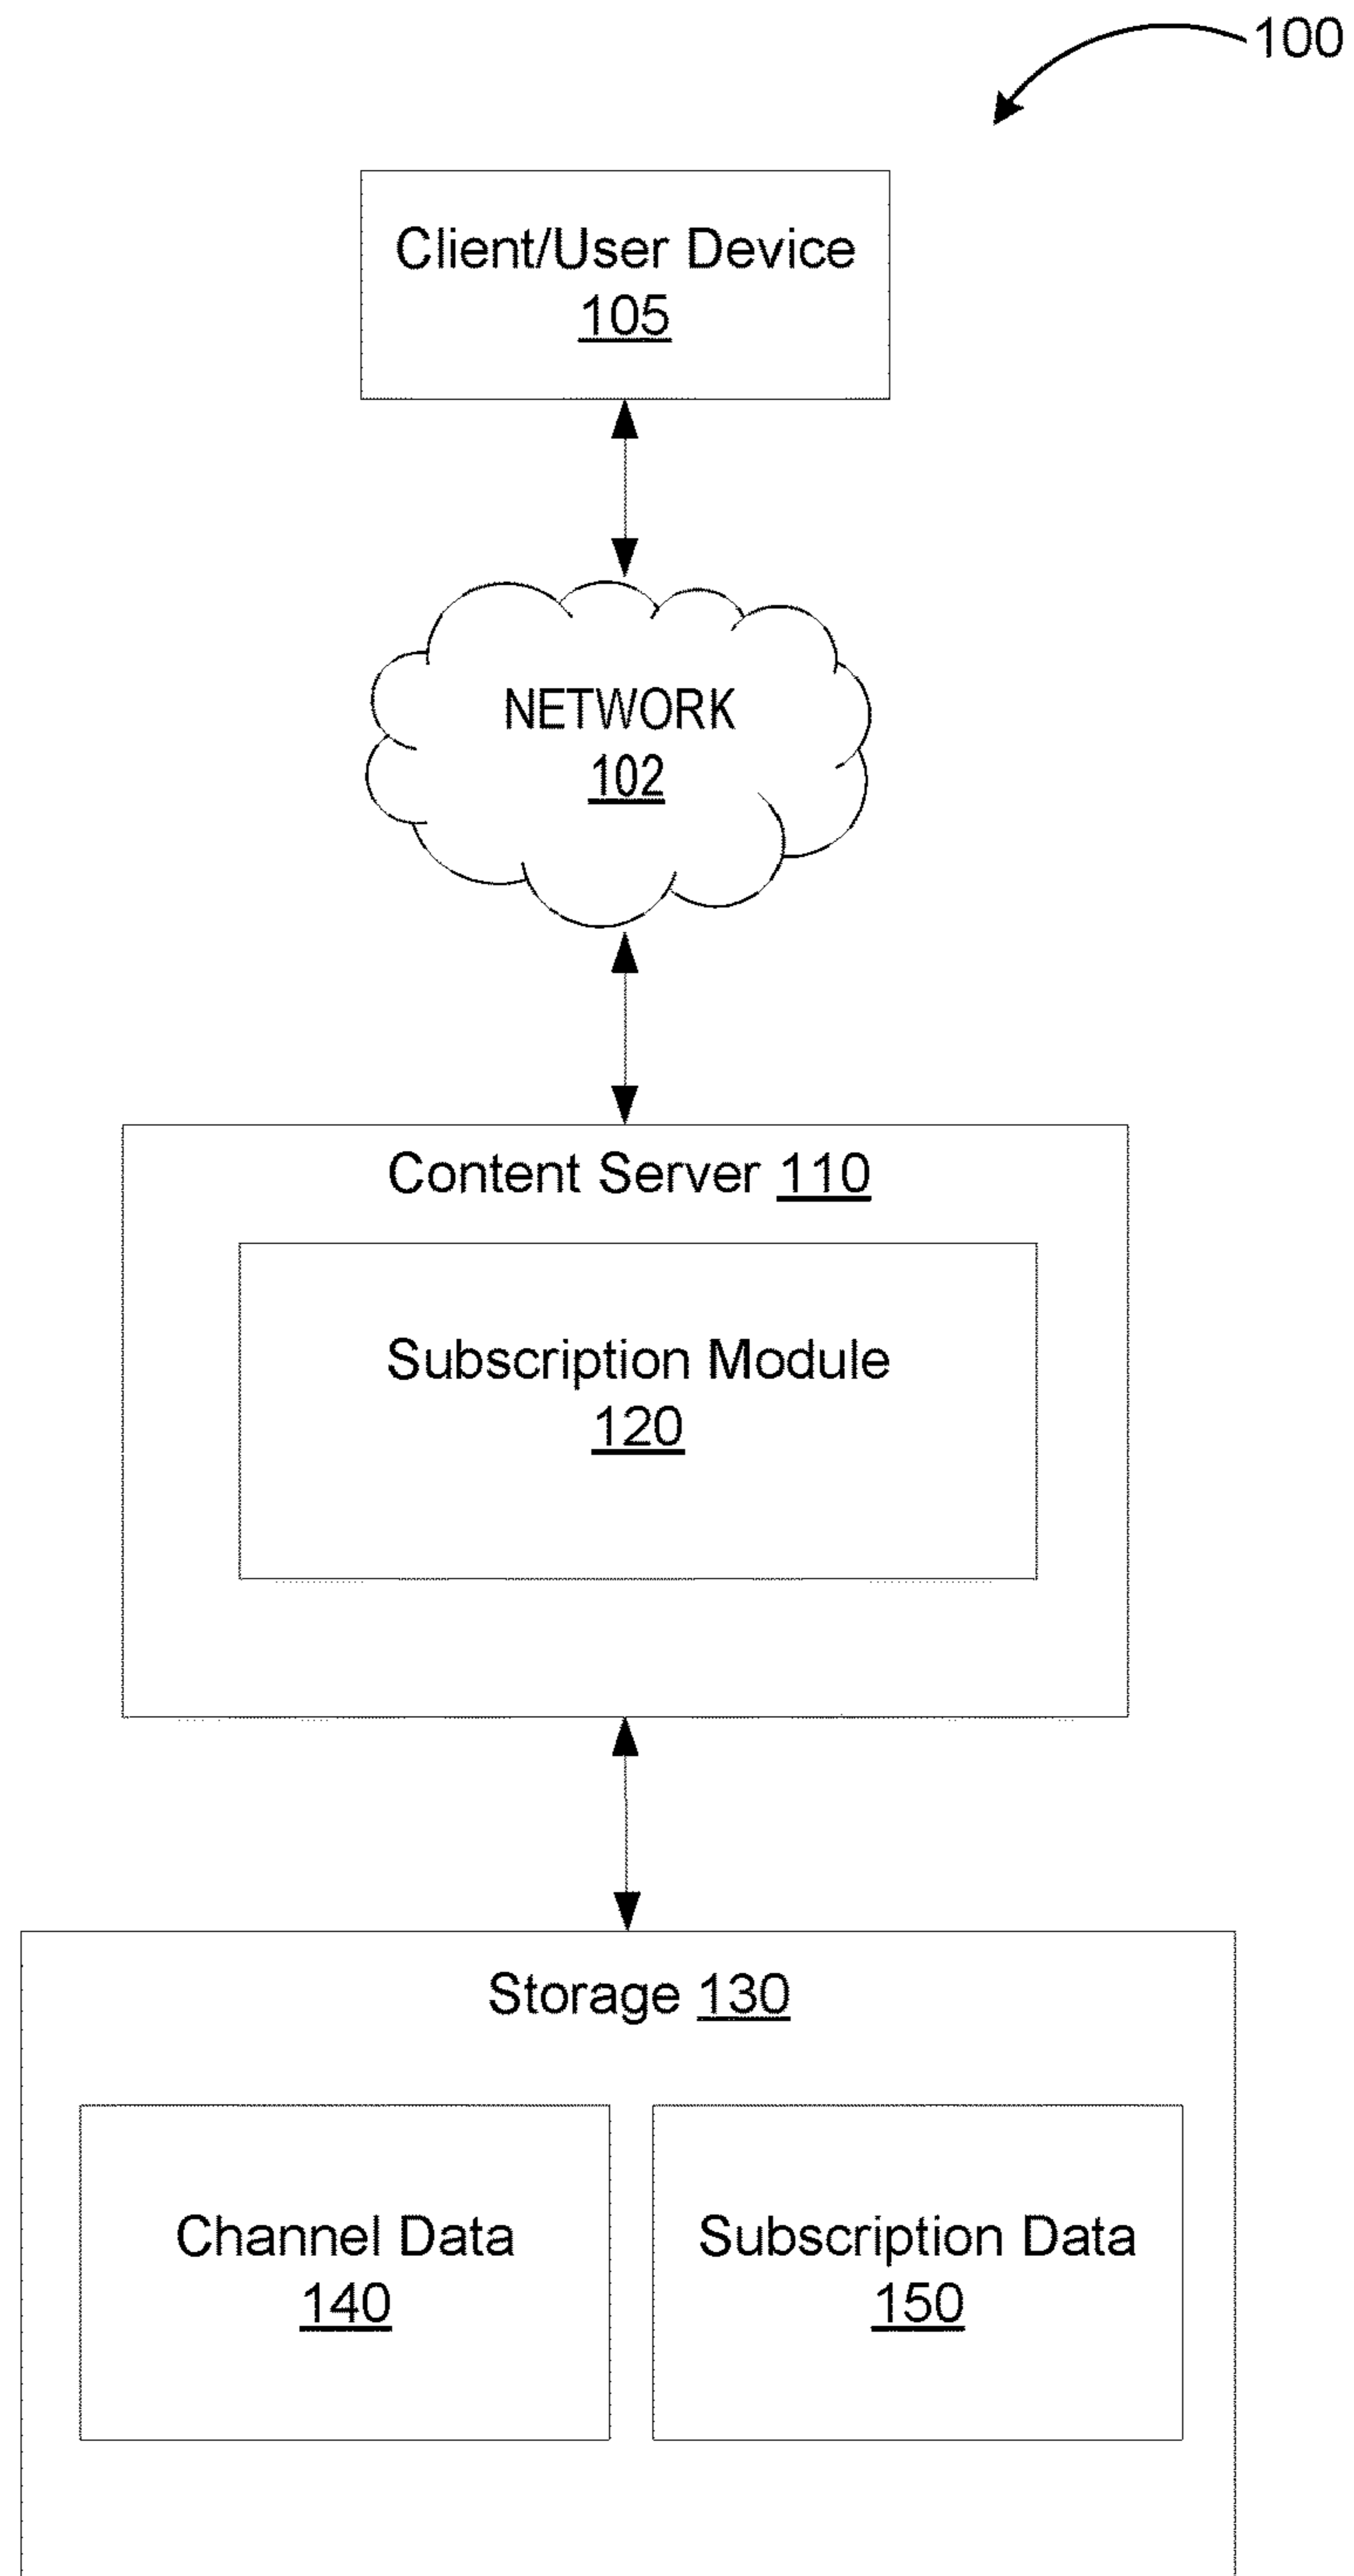 100
Client/User Device
105
NETWORK
102
Content Server 110
Subscription Module
120
Storage 130
Channel Data
140
Subscription Data
150